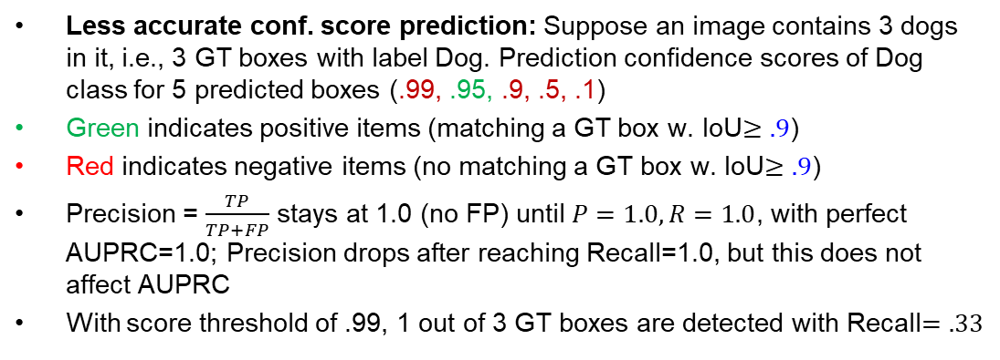 • Less accurate conf. score prediction: Suppose an image contains 3 dogs
in it, i.e., 3 GT boxes with label Dog. Prediction confidence scores of Dog
class for 5 predicted boxes (.99, .95, .9, .5, .1)
• Green indicates positive items (matching a GT box w. IoU≥ .9)
• Red indicates negative items (no matching a GT box w. IoU≥ .9)
• Precision = TP/(TP+FP) stays at 1.0 (no FP) until P = 1.0, R = 1.0, with perfect
AUPRC=1.0; Precision drops after reaching Recall=1.0, but this does not
affect AUPRC
• With score threshold of .99, 1 out of 3 GT boxes are detected with Recall= .33